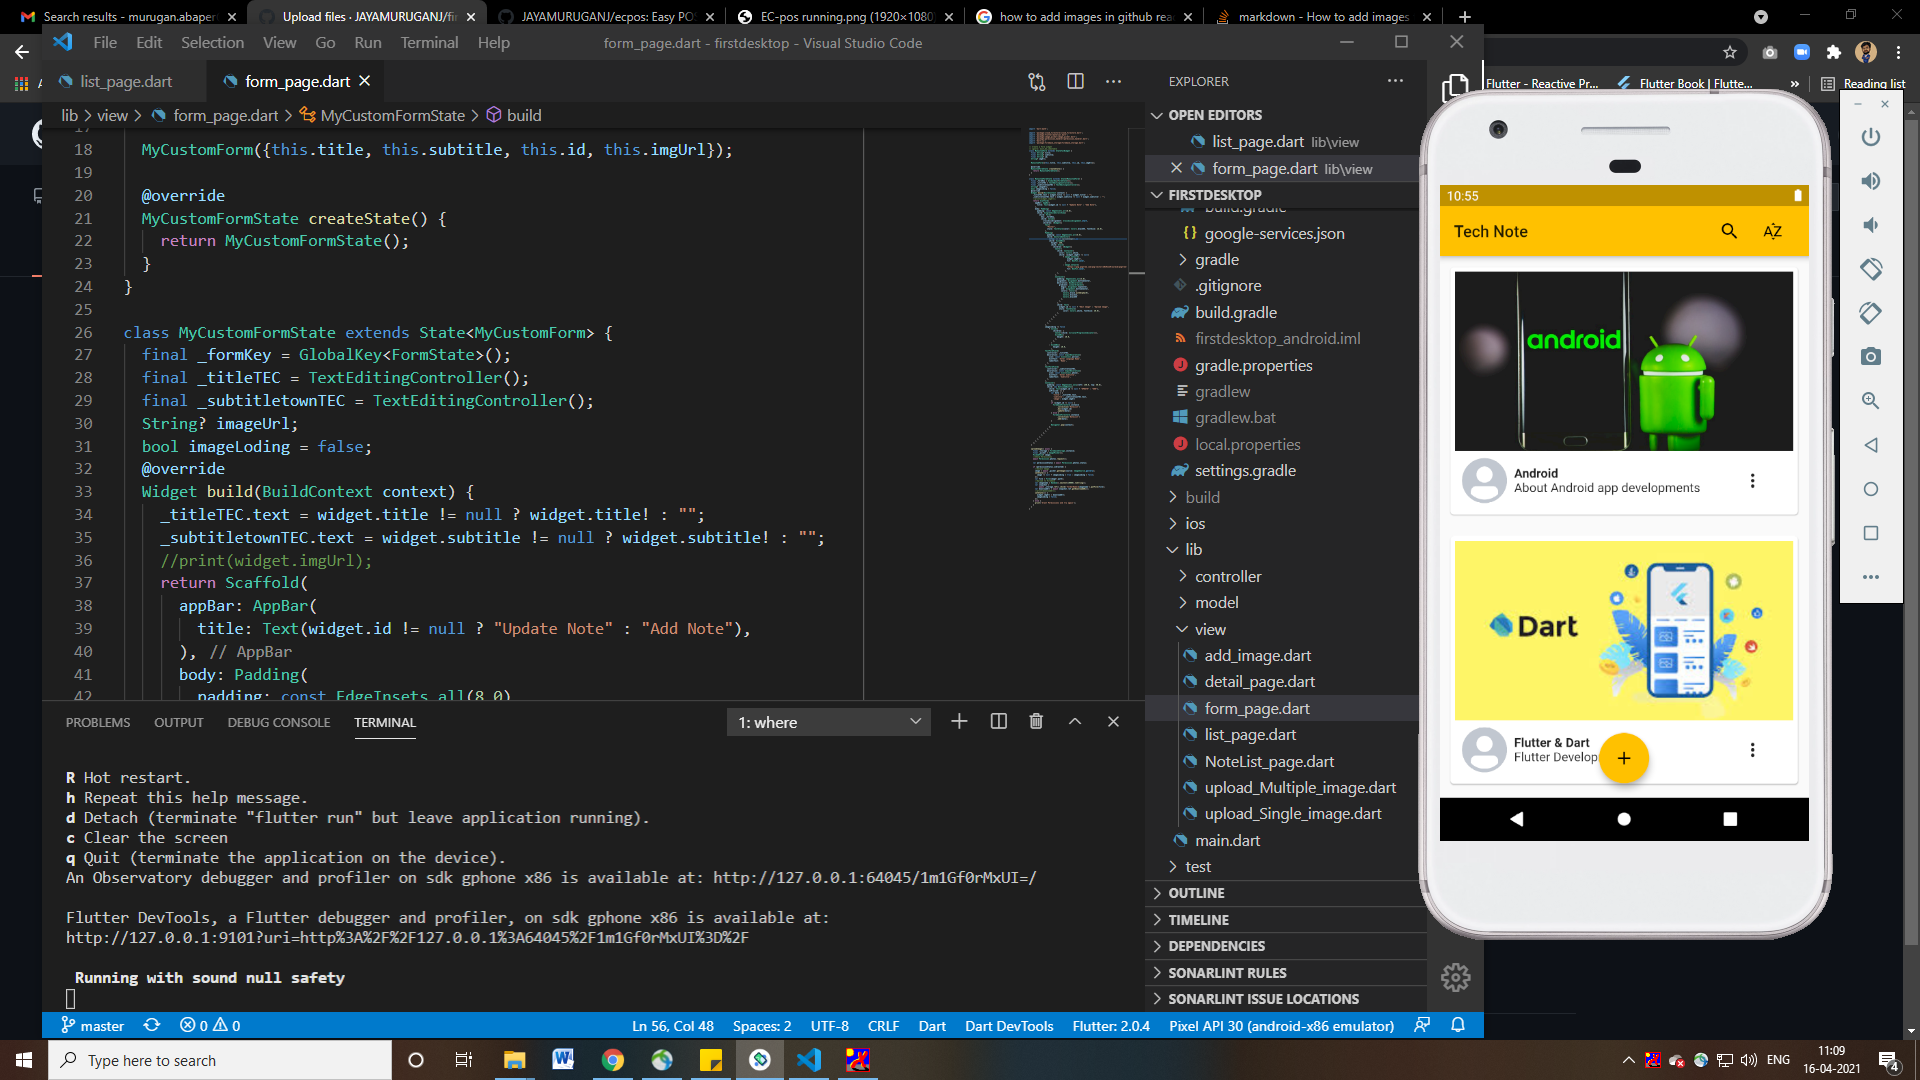 Search results - murugan.abaper
Upload files · JAYAMURUGANJ/fir
JAYAMURUGANJ/ecpos: Easy PO
EC-pos running.png (1920×1080)
how to add images in github rea
markdown - How to add images
File Edit Selection View Go Run Terminal Help
form_page.dart - firstdesktop - Visual Studio Code
Flutter - Reactive Pr...
Flutter Book | Flutte...
»
Reading list
list_page.dart
form_page.dart
lib > view > form_page.dart > MyCustomFormState > build
17
18 MyCustomForm({this.title, this.subtitle, this.id, this.imgUrl});
19
20 @override
21 MyCustomFormState createState() {
22 return MyCustomFormState();
23 }
24 }
25
26 class MyCustomFormState extends State<MyCustomForm> {
27 final _formKey = GlobalKey<FormState>();
28 final _titleTEC = TextEditingController();
29 final _subtitletownTEC = TextEditingController();
30 String? imageUrl;
31 bool imageLoding = false;
32 @override
33 Widget build(BuildContext context) {
34 _titleTEC.text = widget.title != null ? widget.title! : "";
35 _subtitletownTEC.text = widget.subtitle != null ? widget.subtitle! : "";
36 //print(widget.imgUrl);
37 return Scaffold(
38 appBar: AppBar(
39 title: Text(widget.id != null ? "Update Note" : "Add Note"),
40 ), // AppBar
41 body: Padding(
42 padding: const EdgeInsets.all(8.0),
PROBLEMS OUTPUT DEBUG CONSOLE TERMINAL
1: where
R Hot restart.
h Repeat this help message.
d Detach (terminate "flutter run" but leave application running).
c Clear the screen
q Quit (terminate the application on the device).
An Observatory debugger and profiler on sdk gphone x86 is available at: http://127.0.0.1:64045/1m1Gf0rMxUI=/
Flutter DevTools, a Flutter debugger and profiler, on sdk gphone x86 is available at:
http://127.0.0.1:9101?uri=http%3A%2F%2F127.0.0.1%3A64045%2F1m1Gf0rMxUI%3D%2F
Running with sound null safety
EXPLORER
OPEN EDITORS
list_page.dart lib\view
form_page.dart lib\view
FIRSTDESKTOP
build.gradle
{ } google-services.json
gradle
.gitignore
build.gradle
firstdesktop_android.iml
gradle.properties
gradlew
gradlew.bat
local.properties
settings.gradle
build
ios
lib
controller
model
view
add_image.dart
detail_page.dart
form_page.dart
list_page.dart
NoteList_page.dart
upload_Multiple_image.dart
upload_Single_image.dart
main.dart
test
OUTLINE
TIMELINE
DEPENDENCIES
SONARLINT RULES
SONARLINT ISSUE LOCATIONS
10:55
Tech Note
AZ
android
Android
About Android app developments
Dart
Flutter & Dart
Flutter Develop
master
0 0
Ln 56, Col 48
Spaces: 2
UTF-8
CRLF
Dart
Dart DevTools
Flutter: 2.0.4
Pixel API 30 (android-x86 emulator)
Type here to search
ENG
11:09
16-04-2021
4